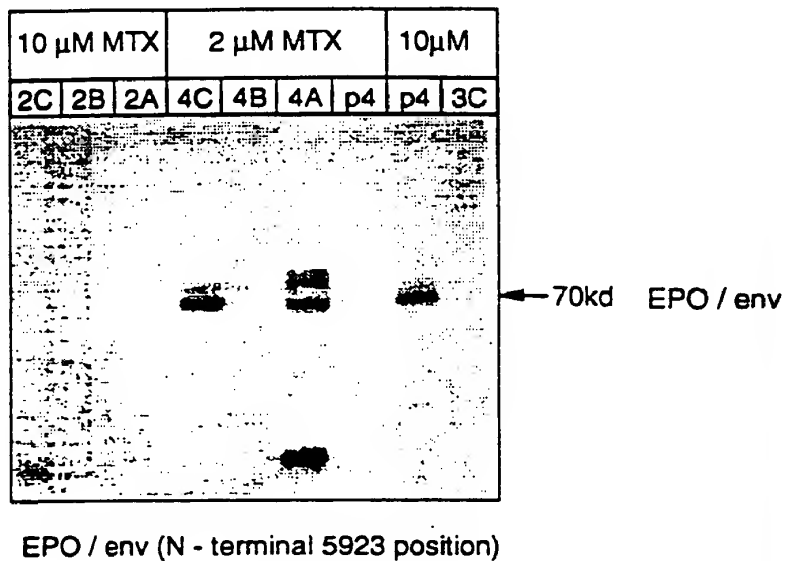 10 µM MTX 2 µM MTX 10µM
2C 2B 2A 4C 4B 4A p4 p4 3C
70kd EPO / env
EPO / env (N - terminal 5923 position)